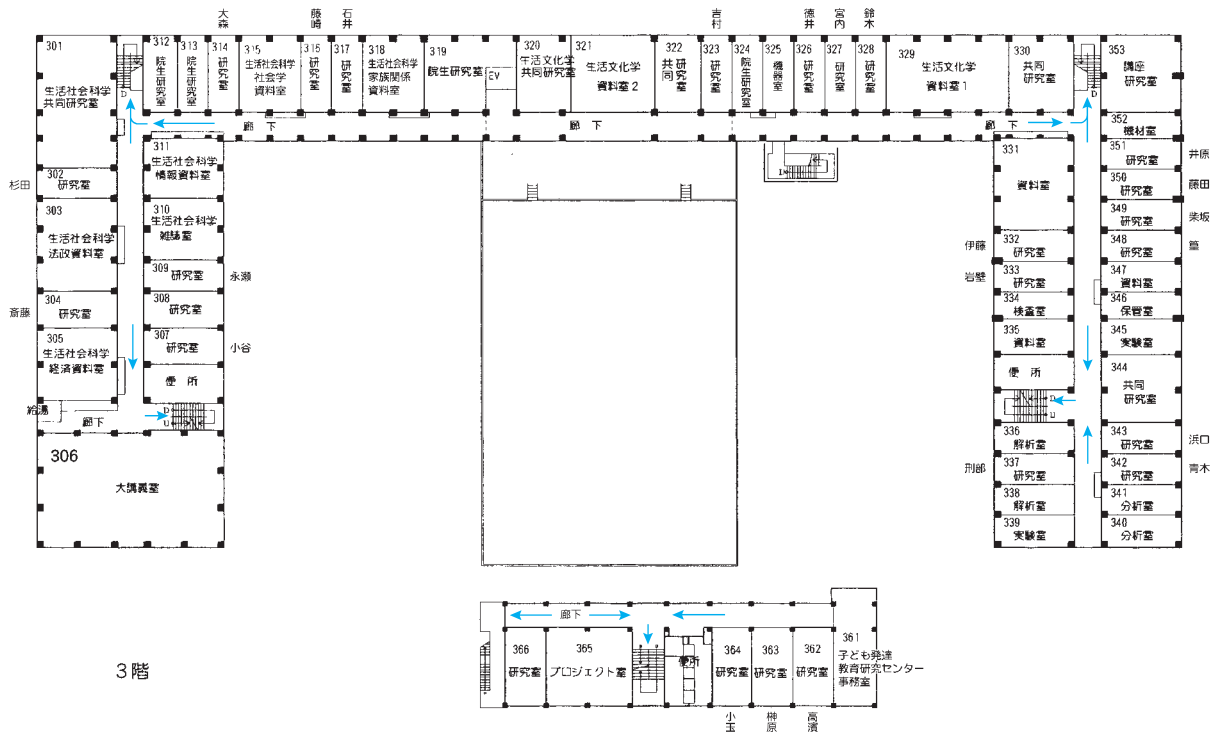 大森
藤崎
石井
吉村
徳井
宮内
鈴木
301
生活社会科学
共同研究室
312
院生研究室
313
院生研究室
314
研究室
315
生活社会科学
社会学
資料室
316
研究室
317
研究室
318
生活社会科学
家族関係
資料室
319
院生研究室
EV
320
生活文化学
共同研究室
321
生活文化学
資料室2
322
共同研究室
323
研究室
324
院生研究室
325
機器室
326
研究室
327
研究室
328
研究室
329
生活文化学
資料室1
330
共同
研究室
353
講座
研究室
D
D
廊下
廊下
廊下
352
機材室
311
生活社会科学
情報資料室
331
資料室
351
研究室
井原
杉田
302
研究室
350
研究室
藤田
303
生活社会科学
法政資料室
310
生活社会科学
雑誌室
349
研究室
柴坂
伊藤
332
研究室
348
研究室
篁
309
研究室
永瀬
岩壁
333
研究室
347
資料室
斎藤
304
研究室
308
研究室
334
検査室
346
保管室
305
生活社会科学
経済資料室
307
研究室
小谷
335
資料室
345
実験室
便所
便所
344
共同
研究室
給湯
廊下
D
U
D
U
306
大講義室
336
解析室
343
研究室
浜口
刑部
337
研究室
342
研究室
青木
338
解析室
341
分析室
339
実験室
340
分析室
廊下
366
研究室
365
プロジェクト室
便所
364
研究室
363
研究室
362
研究室
361
子ども発達
教育研究センター
事務室
小玉
榊原
高濱
3階